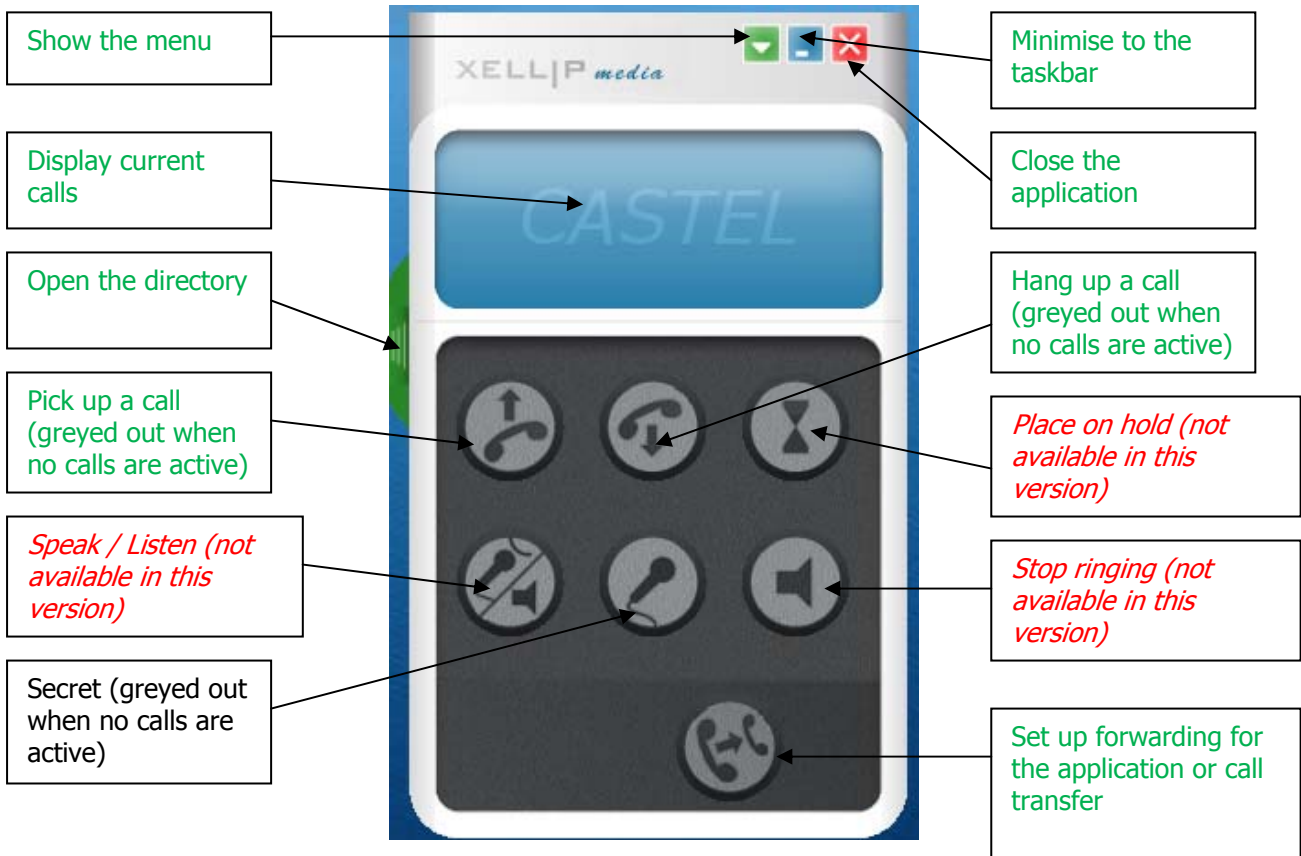 Show the menu
Display current
calls
Open the directory
Pick up a call
(greyed out when
no calls are active)
Speak / Listen (not
available in this
version)
Secret (greyed out
when no calls are
active)
XELLIP media
CASTEL
Minimise to the
taskbar
Close the
application
Hang up a call
(greyed out when
no calls are active)
Place on hold (not
available in this
version)
Stop ringing (not
available in this
version)
Set up forwarding for
the application or call
transfer